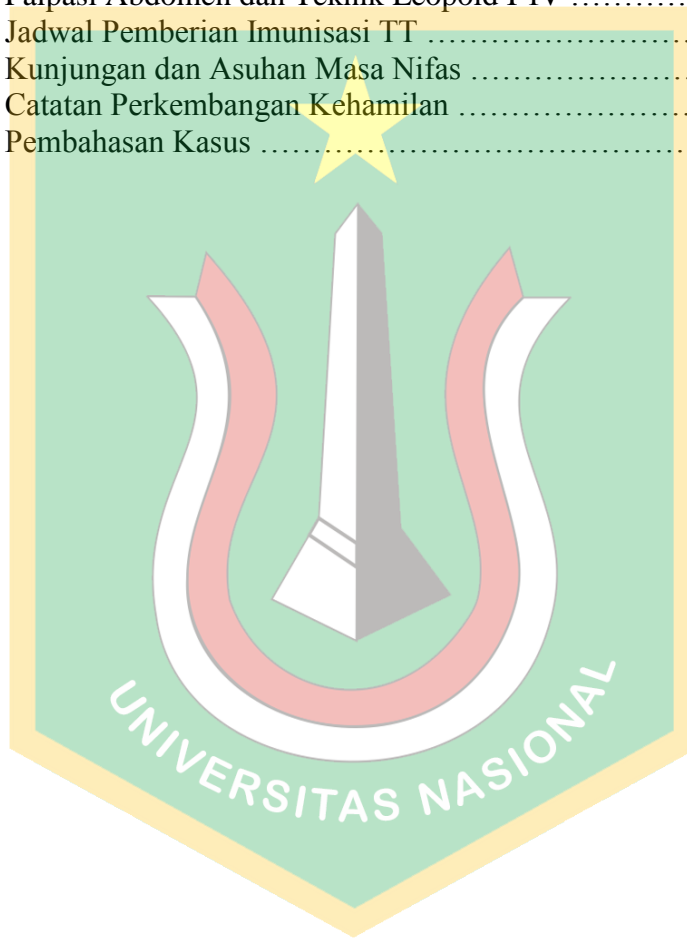 Palpasi Abdomen dan Teknik Leopold I-IV ………….
Jadwal Pemberian Imunisasi TT …………………………..
Kunjungan dan Asuhan Masa Nifas ……………………..
Catatan Perkembangan Kehamilan ……………………….
Pembahasan Kasus ………………………………………….
UNIVERSITAS NASIONAL